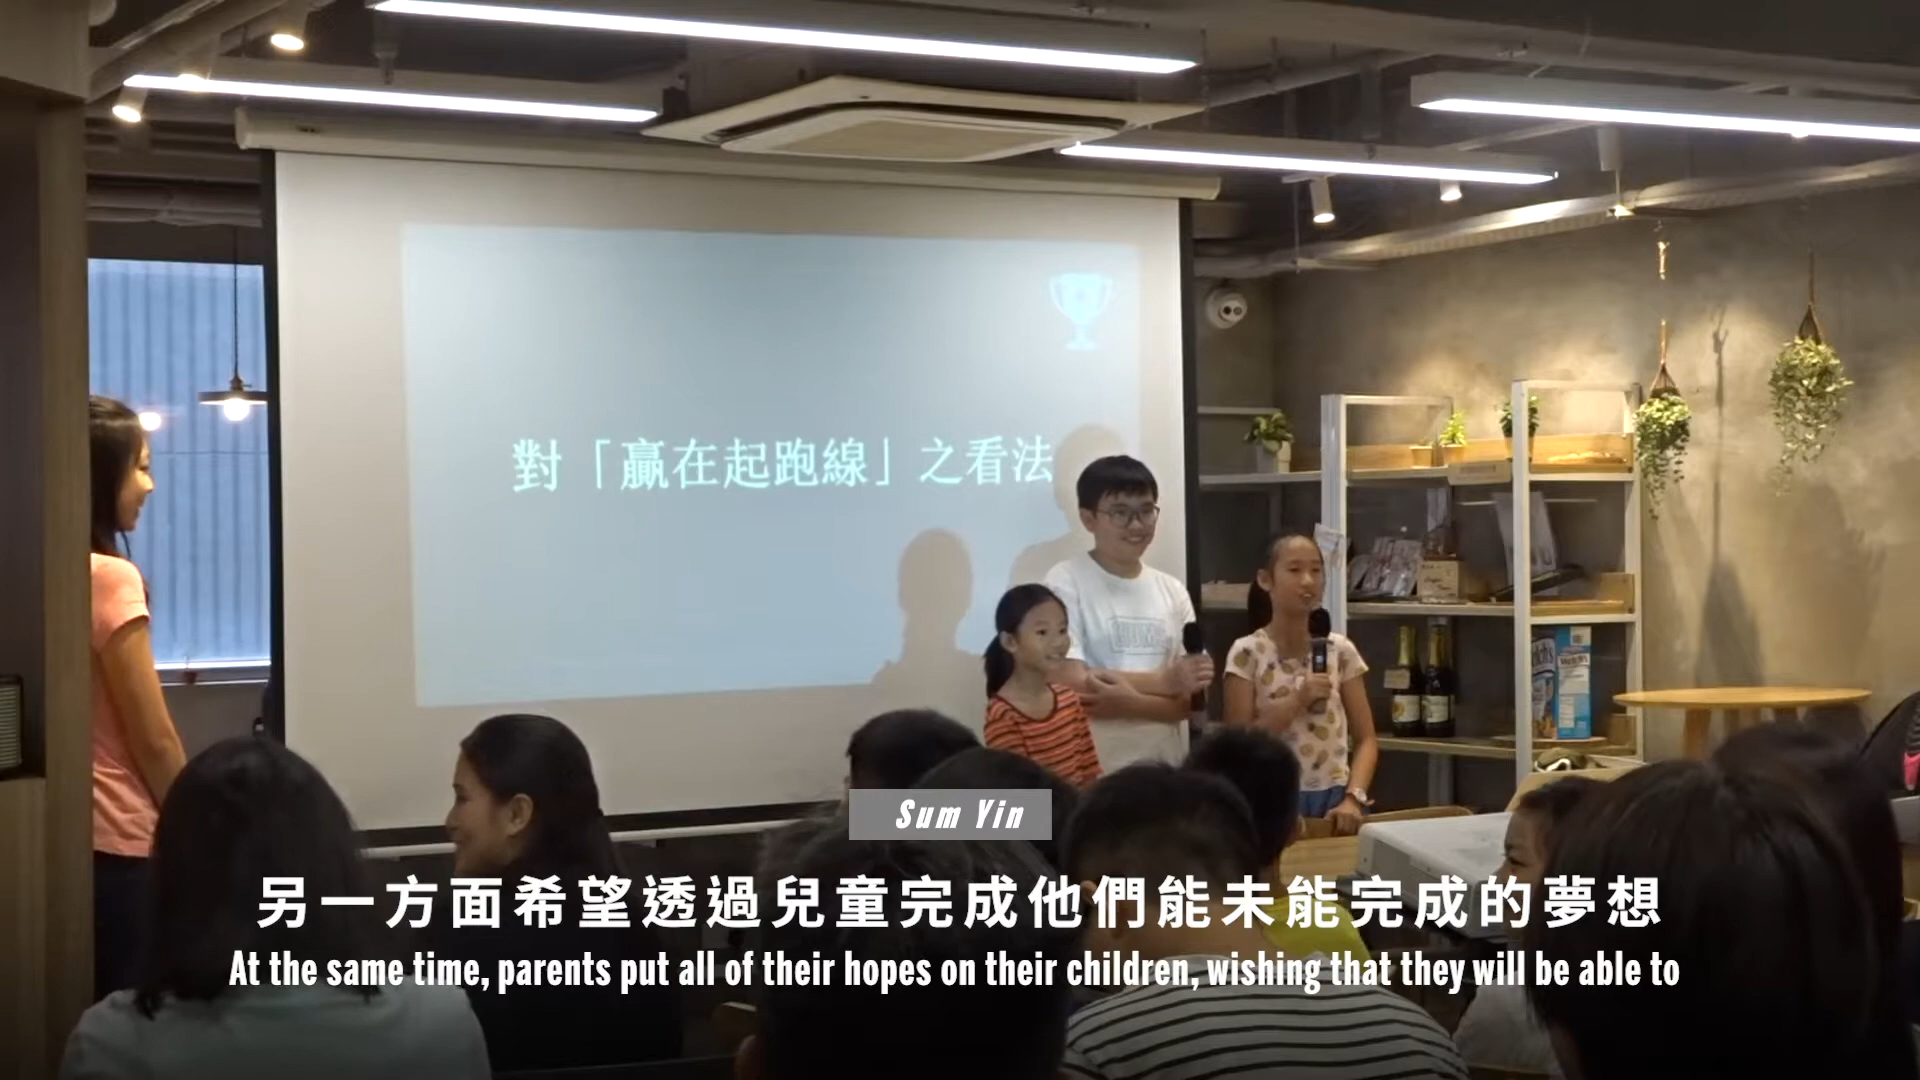 對「贏在起跑線」之看法
Welch's
Sum Yin
另一方面希望透過兒童完成他們能未能完成的夢想
At the same time, parents put all of their hopes on their children, wishing that they will be able to